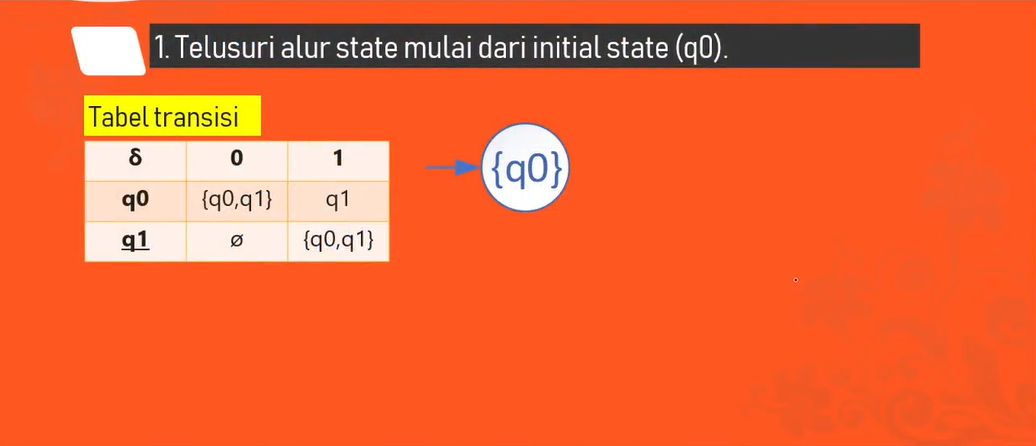 1. Telusuri alur state mulai dari initial state (q0).
Tabel transisi
δ 0 1
q0 {q0,q1} q1
q1 ø {q0,q1}
{q0}